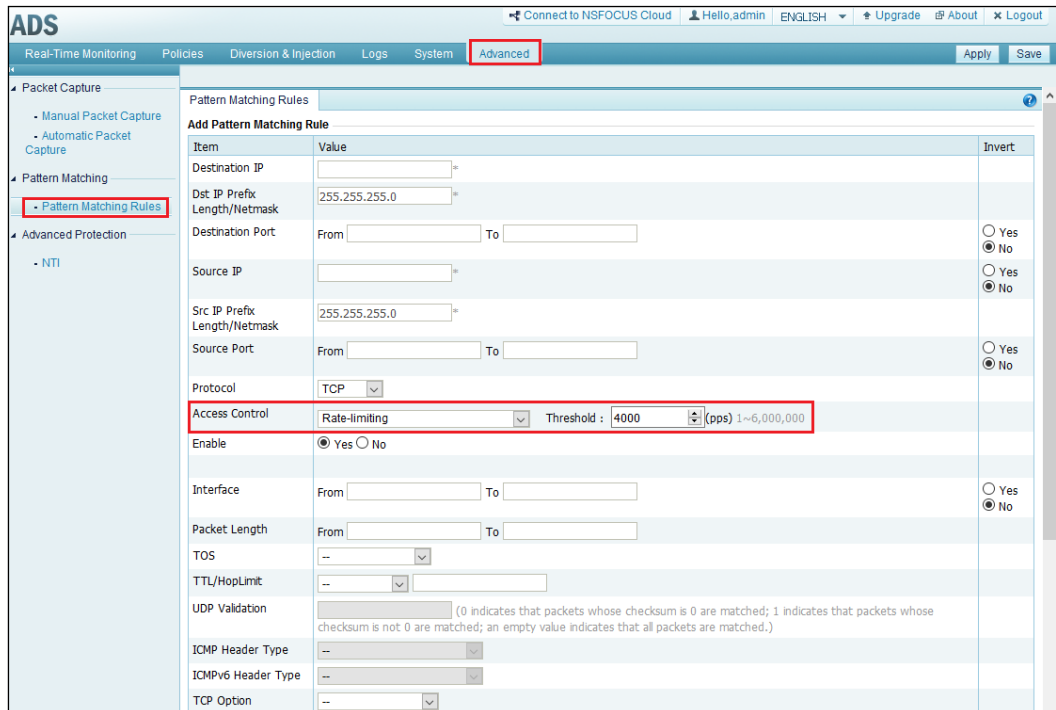 ADS
Connect to NSFOCUS Cloud Hello,admin ENGLISH Upgrade About Logout
Real-Time Monitoring Policies Diversion & Injection Logs System Advanced Apply Save
Packet Capture
- Manual Packet Capture
- Automatic Packet
Capture
Pattern Matching
- Pattern Matching Rules
Advanced Protection
- NTI
Pattern Matching Rules ?
Add Pattern Matching Rule
Item Value Invert
Destination IP *
Dst IP Prefix
Length/Netmask 255.255.255.0 *
Destination Port From To Yes
No
Source IP * Yes
No
Src IP Prefix
Length/Netmask 255.255.255.0 *
Source Port From To Yes
No
Protocol TCP
Access Control Rate-limiting Threshold : 4000 (pps) 1~6,000,000
Enable Yes No
Interface From To Yes
No
Packet Length From To
TOS --
TTL/HopLimit --
UDP Validation (0 indicates that packets whose checksum is 0 are matched; 1 indicates that packets whose
checksum is not 0 are matched; an empty value indicates that all packets are matched.)
ICMP Header Type --
ICMPv6 Header Type --
TCP Option --